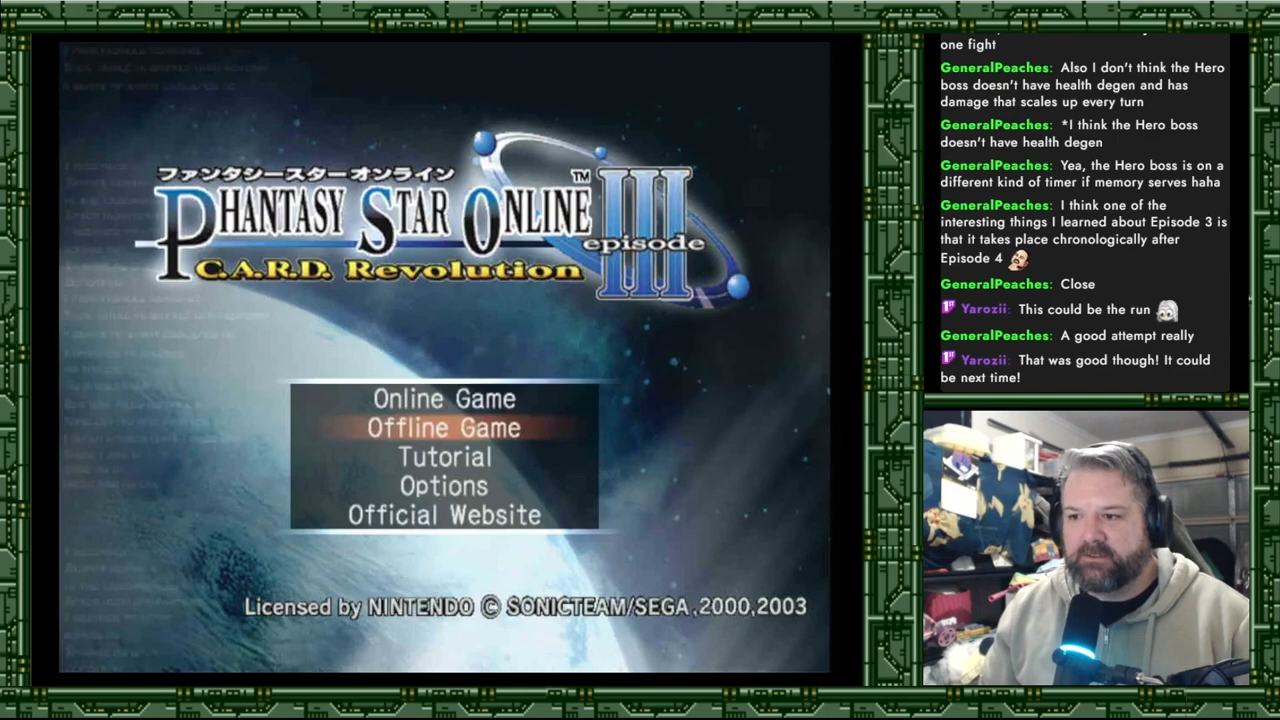 ファンタシースターオンライン
PHANTASY STAR ONLINE
TM
episode
III
C.A.R.D. Revolution
Online Game
Offline Game
Tutorial
Options
Official Website
Licensed by NINTENDO © SONICTEAM/SEGA,2000,2003
one fight
GeneralPeaches: Also I don't think the Hero
boss doesn't have health degen and has
damage that scales up every turn
GeneralPeaches: *I think the Hero boss
doesn't have health degen
GeneralPeaches: Yea, the Hero boss is on a
different kind of timer if memory serves haha
GeneralPeaches: I think one of the
interesting things I learned about Episode 3 is
that it takes place chronologically after
Episode 4
GeneralPeaches: Close
Yarozii: This could be the run
GeneralPeaches: A good attempt really
Yarozii: That was good though! It could
be next time!